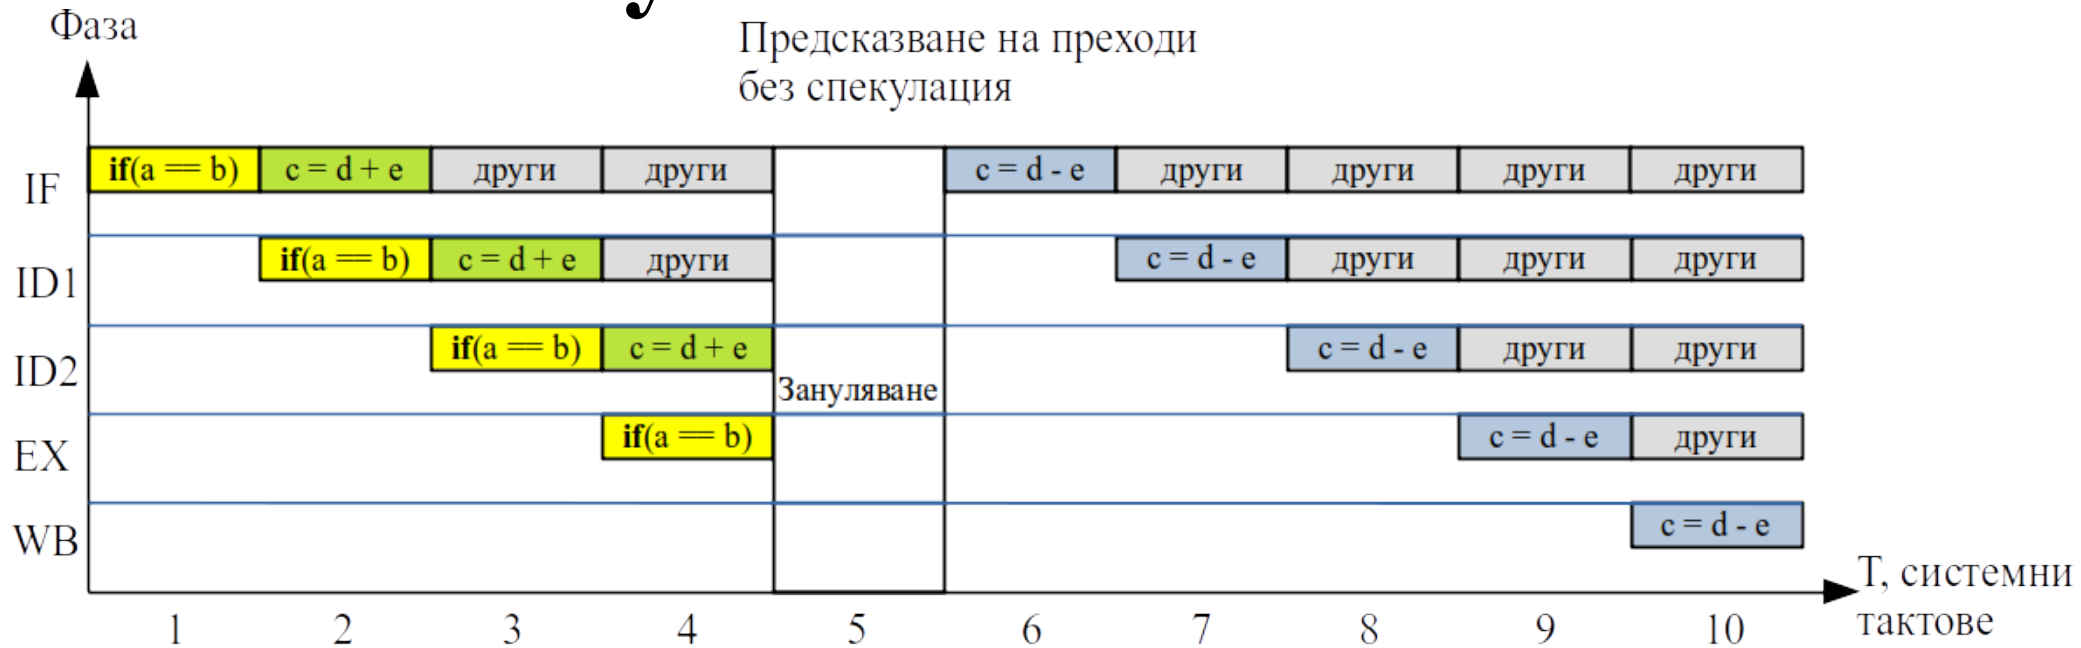 у
Фаза
Предсказване на преходи
без спекулация
IF
if(a == b) c = d + e други други c = d - e други други други други
ID1
if(a == b) c = d + e други c = d - e други други други
ID2
if(a == b) c = d + e c = d - e други други
Зануляване
EX
if(a == b) c = d - e други
WB
c = d - e
Т, системни
тактове
1 2 3 4 5 6 7 8 9 10